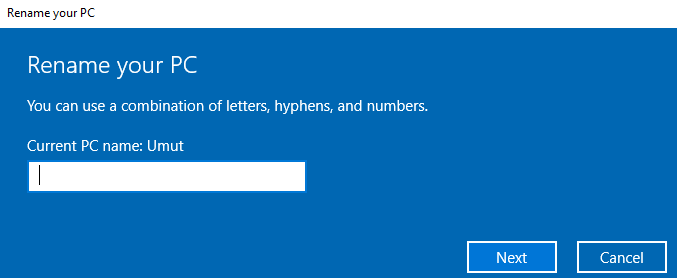 Rename your PC
Rename your PC
You can use a combination of letters, hyphens, and numbers.
Current PC name: Umut
Next
Cancel